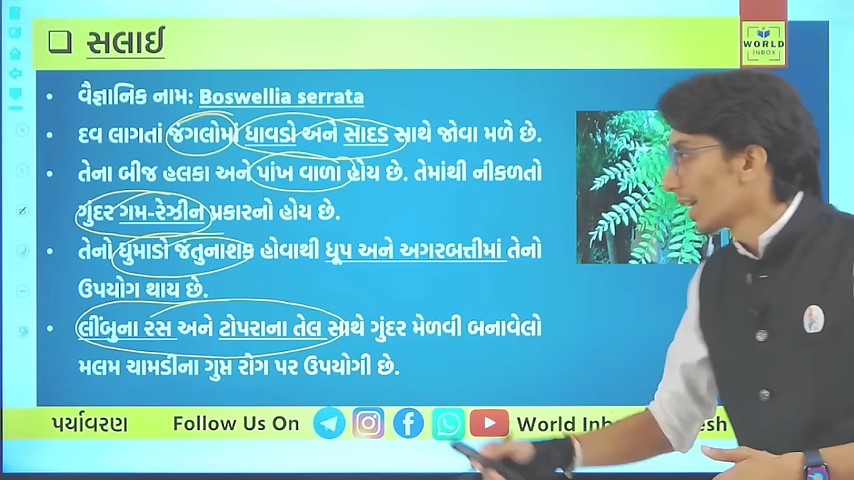 ❑ સલાઈ
WORLD
INBOX
• વૈજ્ઞાનિક નામ: Boswellia serrata
• દવ લાગતાં જંગલોમાં ધાવડો અને સાદડ સાથે જોવા મળે છે.
• તેના બીજ હલકા અને પાંખ વાળા હોય છે. તેમાંથી નીકળતો
ગુંદર ગમ-રેઝીન પ્રકારનો હોય છે.
• તેનો ધુમાડો જંતુનાશક હોવાથી ધૂપ અને અગરબત્તીમાં તેનો
ઉપયોગ થાય છે.
• લીંબુના રસ અને ટોપરાના તેલ સાથે ગુંદર મેળવી બનાવેલો
મલમ ચામડીના ગુપ્ત રોગ પર ઉપયોગી છે.
પર્યાવરણ Follow Us On World